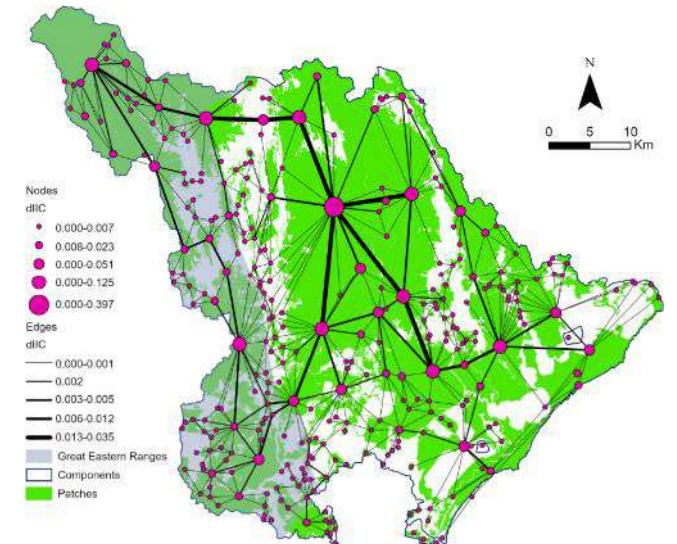 N
0 5 10
Km
Nodes
dIIC
0.000-0.007
0.008-0.023
0.000-0.051
0.000-0.125
0.000-0.397
Edges
dIIC
0.000-0.001
0.002
0.003-0.005
0.006-0.012
0.013-0.035
Great Eastern Ranges
Components
Patches